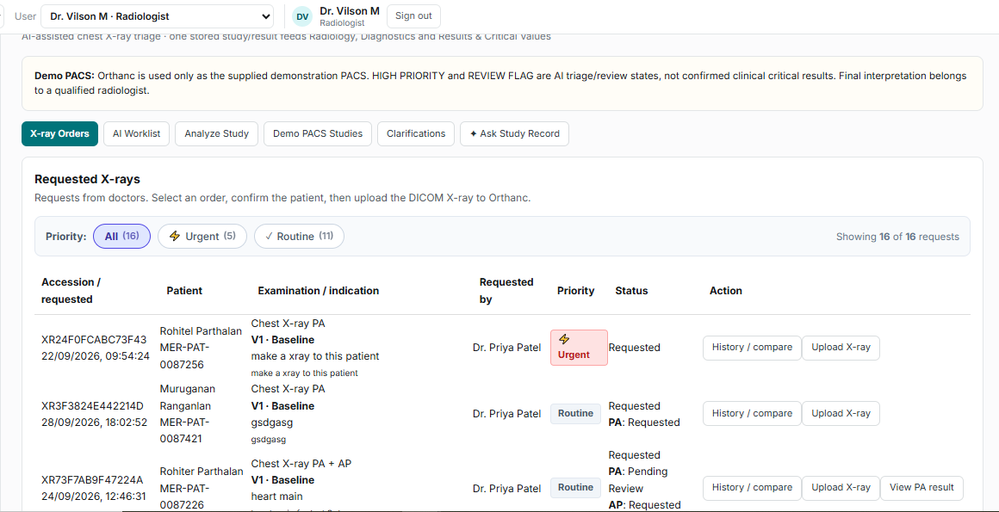 User Dr. Vilson M · Radiologist DV Dr. Vilson M Sign out
Radiologist
AI-assisted chest X-ray triage · one stored study/result feeds Radiology, Diagnostics and Results & Critical Values
Demo PACS: Orthanc is used only as the supplied demonstration PACS. HIGH PRIORITY and REVIEW FLAG are AI triage/review states, not confirmed clinical critical results. Final interpretation belongs
to a qualified radiologist.
X-ray Orders AI Worklist Analyze Study Demo PACS Studies Clarifications ✦ Ask Study Record
Requested X-rays
Requests from doctors. Select an order, confirm the patient, then upload the DICOM X-ray to Orthanc.
Priority: All (16) ⚡ Urgent (5) ✓ Routine (11) Showing 16 of 16 requests
Accession / requested Patient Examination / indication Requested by Priority Status Action
XR24F0FCABC73F43
22/09/2026, 09:54:24
Rohitel Parthalan
MER-PAT-
0087256
Chest X-ray PA
V1 · Baseline
make a xray to this patient
make a xray to this patient
Dr. Priya Patel
⚡
Urgent
Requested
History / compare Upload X-ray
XR3F3824E442214D
28/09/2026, 18:02:52
Muruganan
Ranganlan
MER-PAT-
0087421
Chest X-ray PA
V1 · Baseline
gsdgasg
gsdgasg
Dr. Priya Patel
Routine
Requested
PA: Requested
History / compare Upload X-ray
XR73F7AB9F47224A
24/09/2026, 12:46:31
Rohiter Parthalan
MER-PAT-
0087226
Chest X-ray PA + AP
V1 · Baseline
heart main
Dr. Priya Patel
Routine
Requested
PA: Pending
Review
AP: Requested
History / compare Upload X-ray View PA result